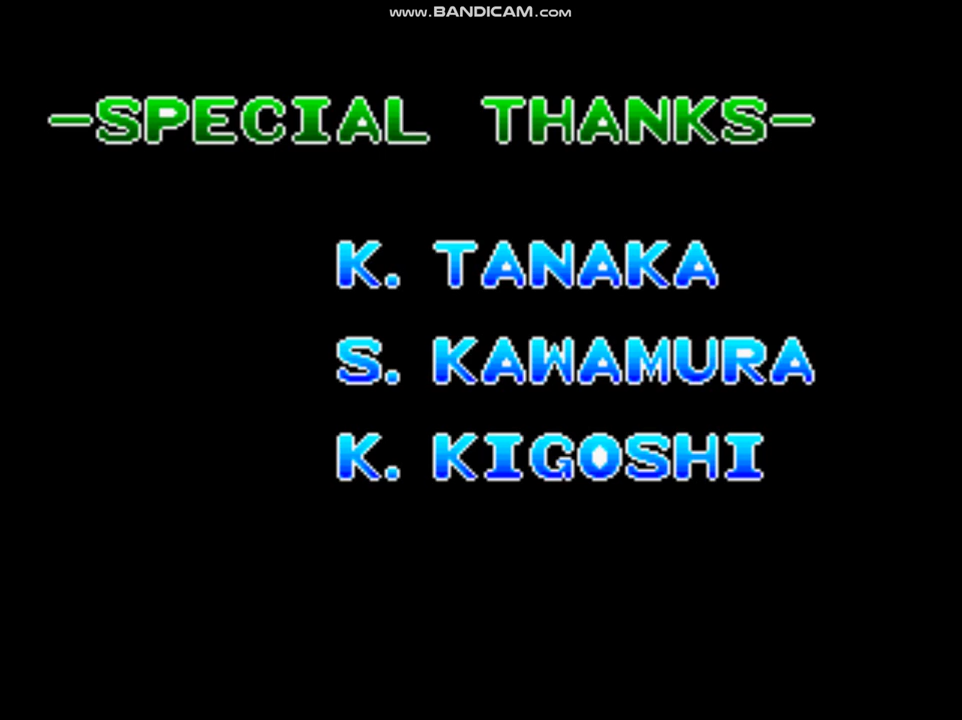 www.BANDICAM.com
-SPECIAL THANKS-
K. TANAKA
S. KAWAMURA
K. KIGOSHI